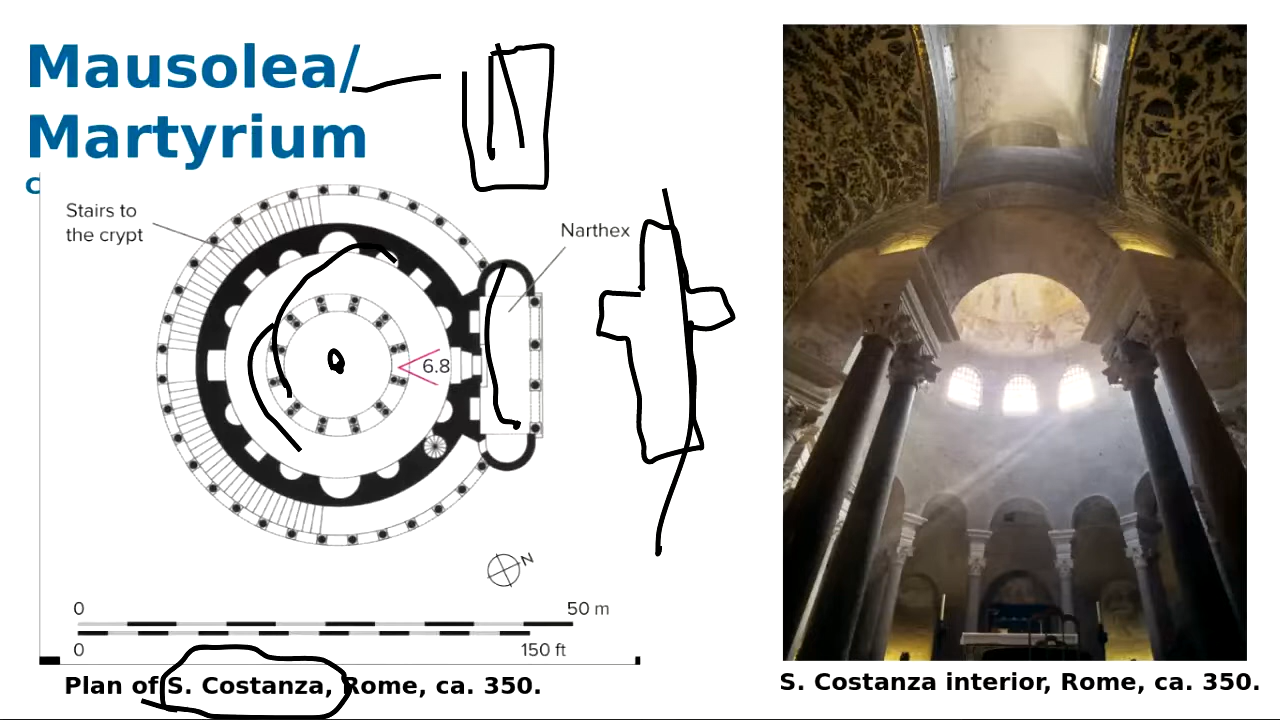 Mausolea/
Martyrium
Stairs to
the crypt
Narthex
6.8
N
0
50 m
0
150 ft
Plan of S. Costanza, Rome, ca. 350.
S. Costanza interior, Rome, ca. 350.